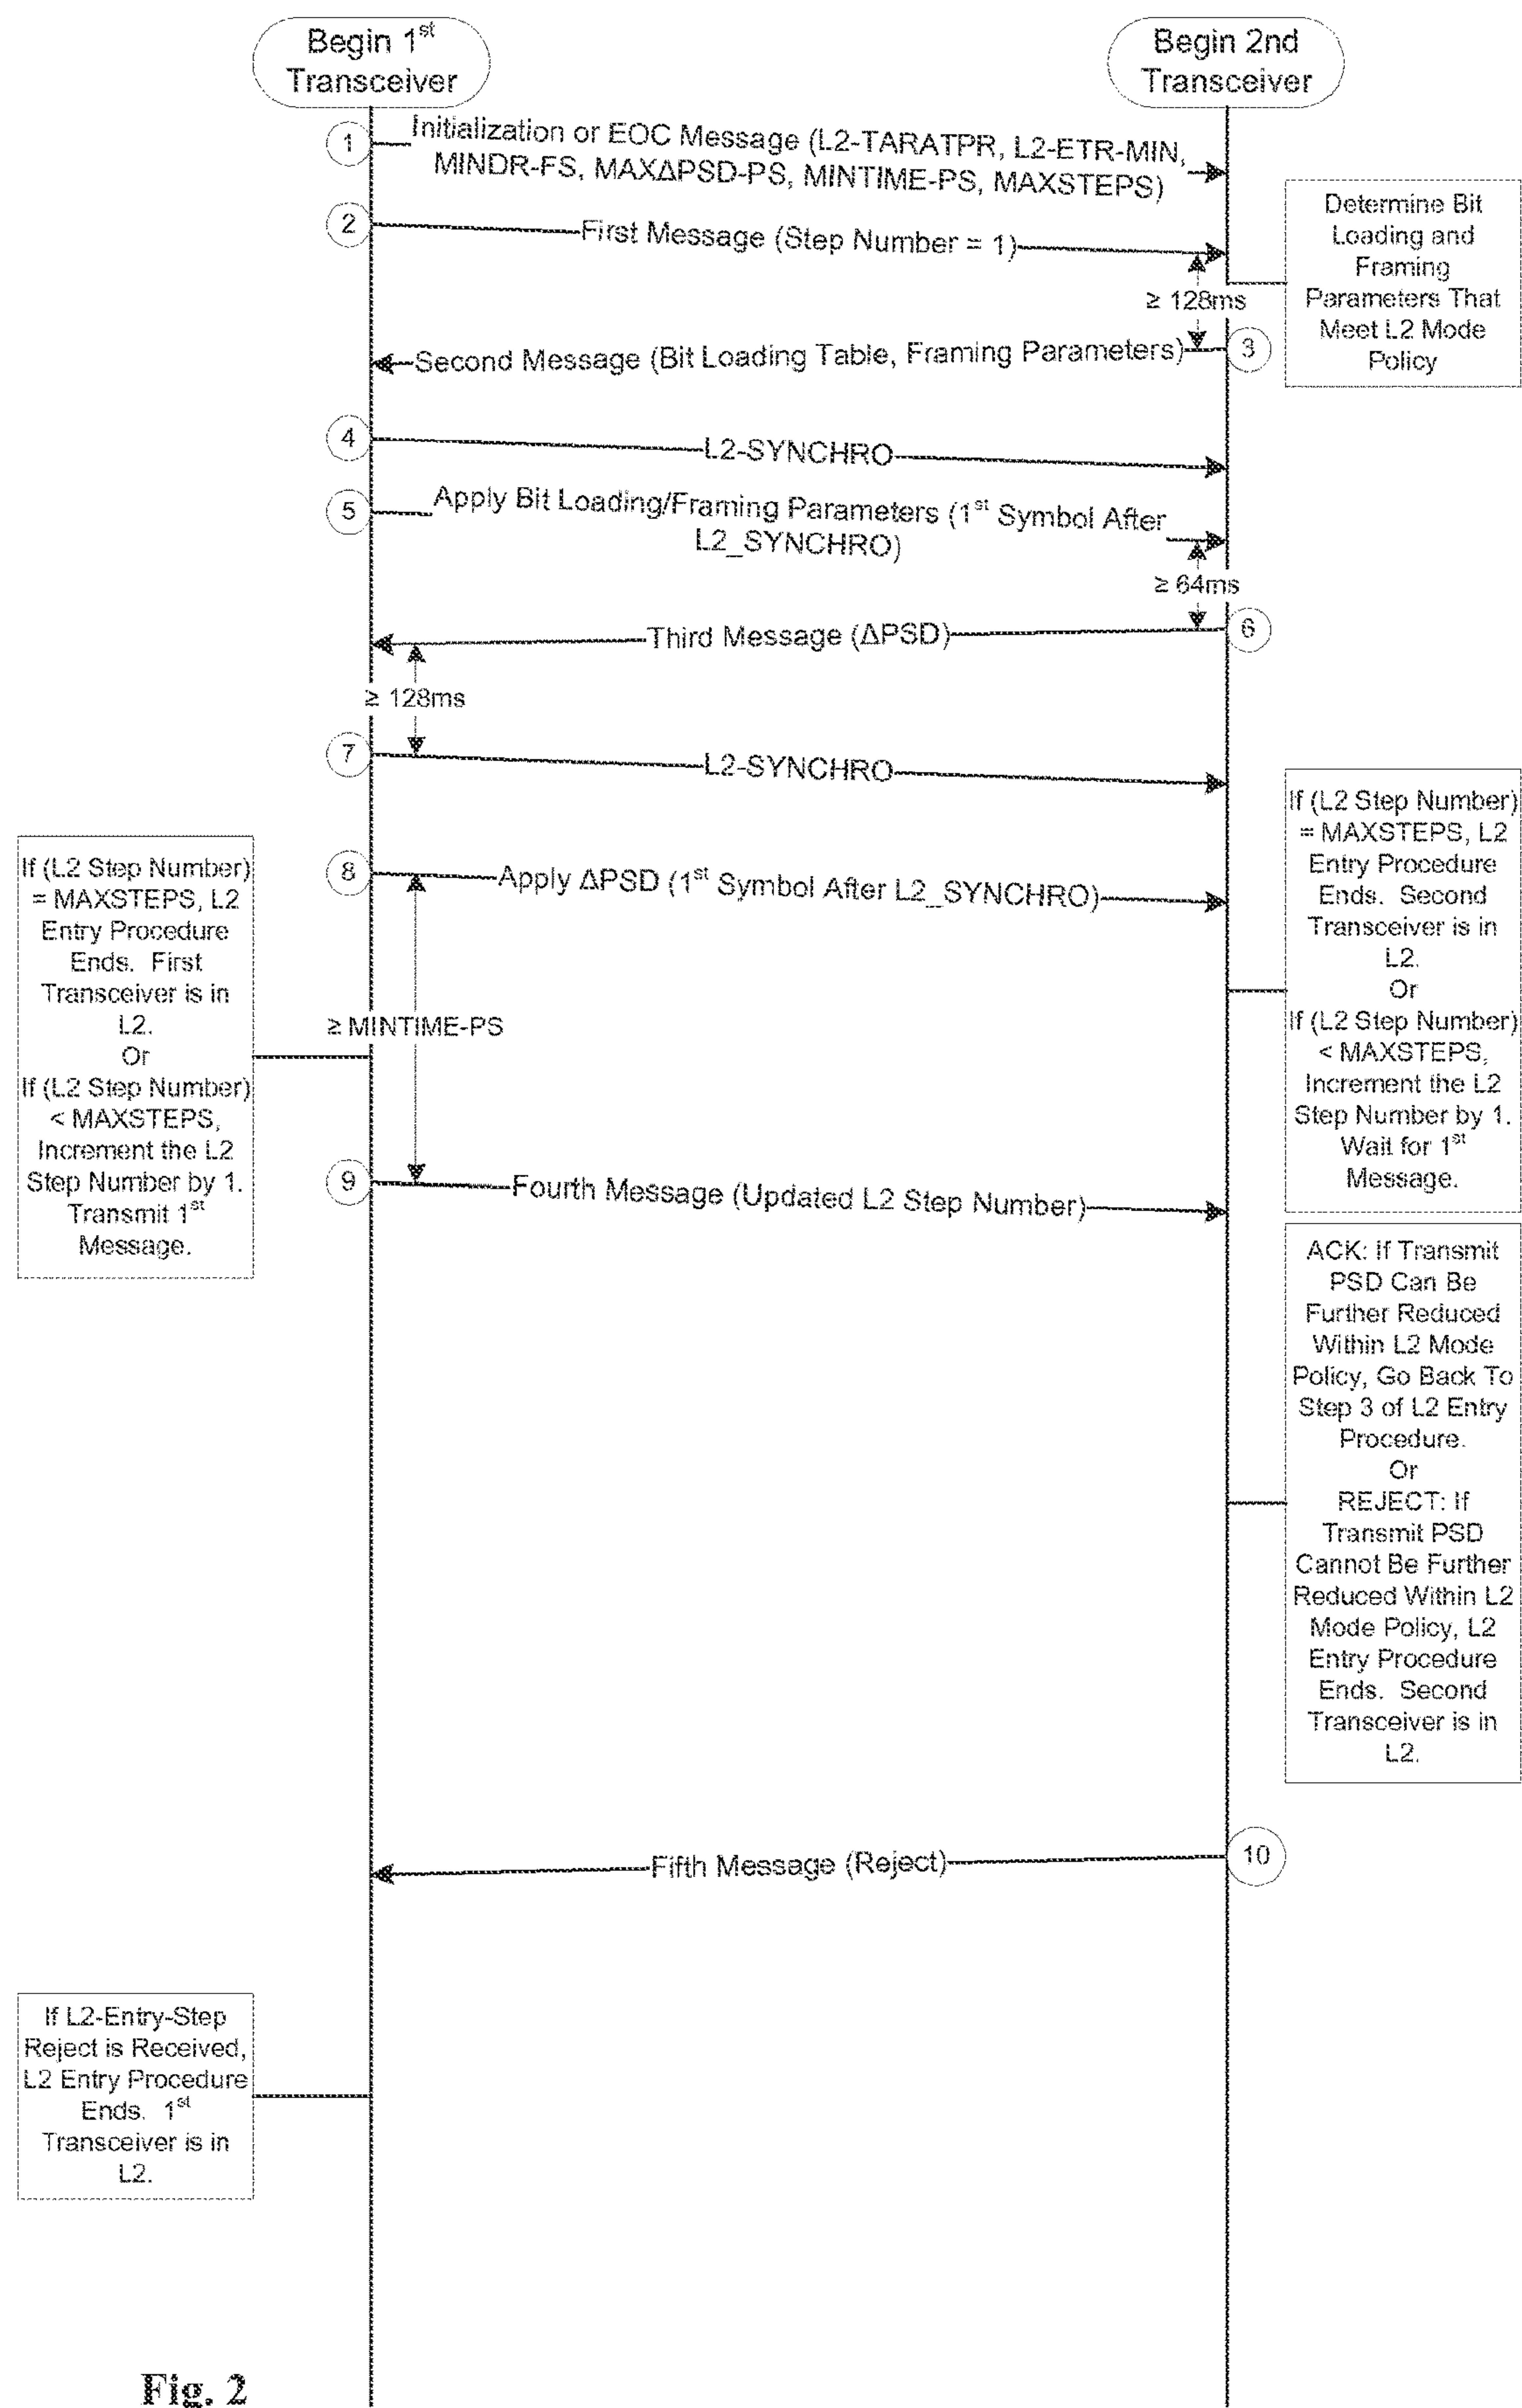 Begin 1st
Transceiver
Begin 2nd
Transceiver
1
Initialization or EOC Message (L2-TARATPR, L2-ETR-MIN,
MINDR-FS, MAXΔPSD-PS, MINTIME-PS, MAXSTEPS)
2
First Message (Step Number = 1)
Determine Bit
Loading and
Framing
Parameters That
Meet L2 Mode
Policy
≥ 128ms
Second Message (Bit Loading Table, Framing Parameters)
3
4
L2-SYNCHRO
5
Apply Bit Loading/Framing Parameters (1st Symbol After
L2_SYNCHRO)
≥ 64ms
Third Message (ΔPSD)
6
≥ 128ms
7
L2-SYNCHRO
If (L2 Step Number)
= MAXSTEPS, L2
Entry Procedure
Ends. Second
Transceiver is in
L2.
Or
If (L2 Step Number)
< MAXSTEPS,
Increment the L2
Step Number by 1.
Wait for 1st
Message.
If (L2 Step Number)
= MAXSTEPS, L2
Entry Procedure
Ends. First
Transceiver is in
L2.
Or
If (L2 Step Number)
< MAXSTEPS,
Increment the L2
Step Number by 1.
Transmit 1st
Message.
8
Apply ΔPSD (1st Symbol After L2_SYNCHRO)
≥ MINTIME-PS
9
Fourth Message (Updated L2 Step Number)
ACK: If Transmit
PSD Can Be
Further Reduced
Within L2 Mode
Policy, Go Back To
Step 3 of L2 Entry
Procedure.
Or
REJECT: If
Transmit PSD
Cannot Be Further
Reduced Within L2
Mode Policy, L2
Entry Procedure
Ends. Second
Transceiver is in
L2.
Fifth Message (Reject)
10
If L2-Entry-Step
Reject is Received,
L2 Entry Procedure
Ends. 1st
Transceiver is in
L2.
Fig. 2